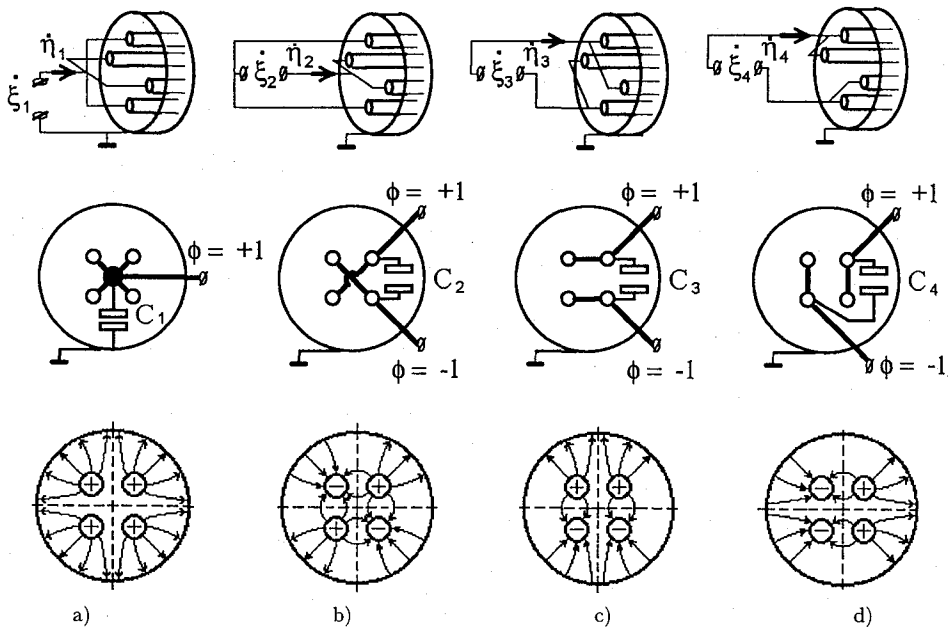 η̇₁ ξ̇₁
η̇₂ ξ̇₂
η̇₃ ξ̇₃
η̇₄ ξ̇₄
ϕ = +1 C₁
ϕ = +1 C₂ ϕ = -1
ϕ = +1 C₃ ϕ = -1
ϕ = +1 C₄ ϕ = -1
+ + + +
- + + -
+ + - -
- + - +
a) b) c) d)